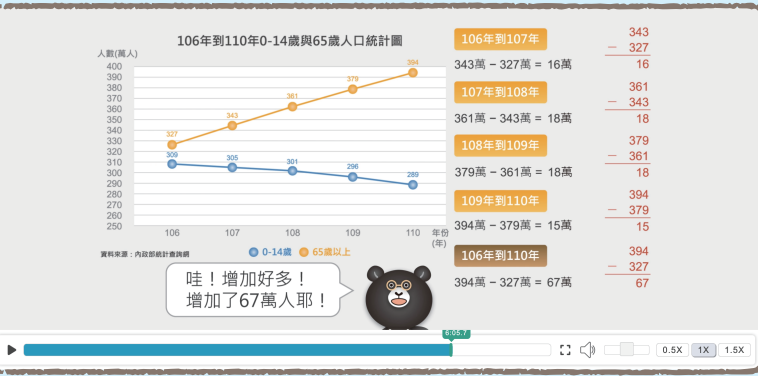 106年到110年0-14歲與65歲人口統計圖
人數(萬人)
400
390
380
370
360
350
340
330
320
310
300
290
280
270
260
250
327
343
361
379
394
309
305
301
296
289
106
107
108
109
110
年份
(年)
資料來源：內政部統計查詢網
0-14歲
65歲以上
哇！增加好多！
增加了67萬人耶！
106年到107年
343萬 − 327萬 = 16萬
343
− 327
16
107年到108年
361萬 − 343萬 = 18萬
361
− 343
18
108年到109年
379萬 − 361萬 = 18萬
379
− 361
18
109年到110年
394萬 − 379萬 = 15萬
394
− 379
15
106年到110年
394萬 − 327萬 = 67萬
394
− 327
67
6:05.7
0.5X
1X
1.5X